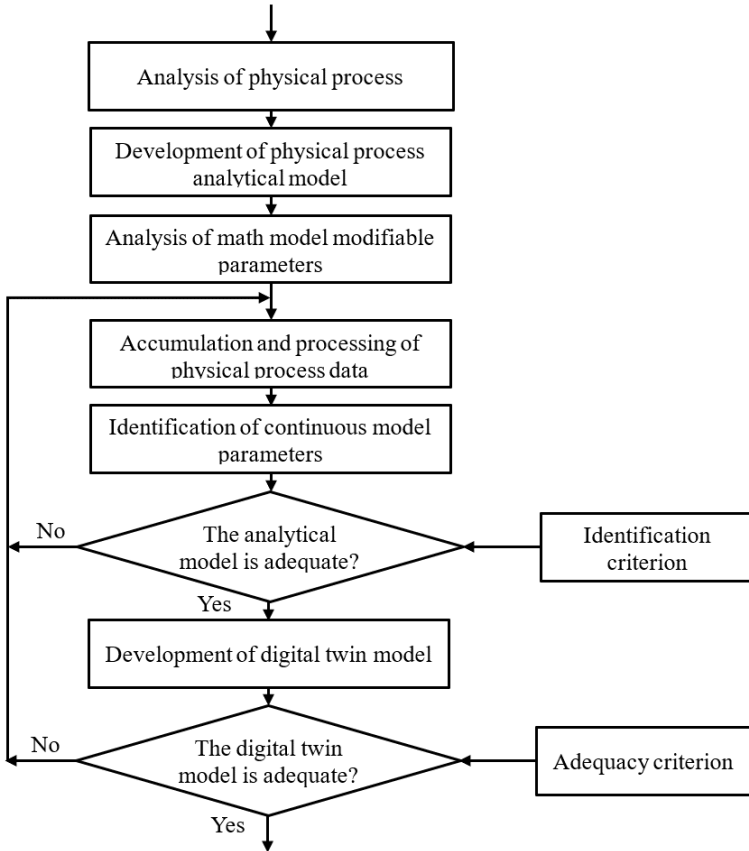 Analysis of physical process
Development of physical process
analytical model
Analysis of math model modifiable
parameters
Accumulation and processing of
physical process data
Identification of continuous model
parameters
No
The analytical
model is adequate?
Identification
criterion
Yes
Development of digital twin model
No
The digital twin
model is adequate?
Adequacy criterion
Yes